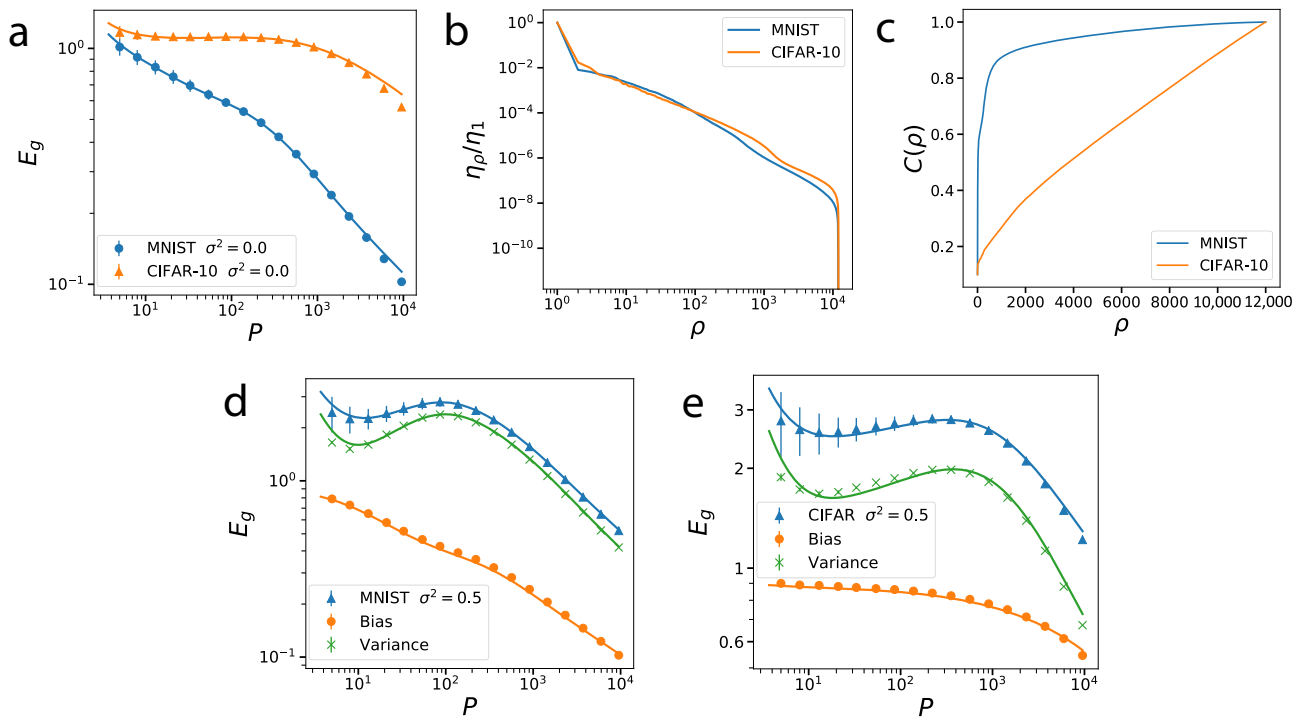 a
10^0
10^{-1}
E_g
MNIST σ² = 0.0
CIFAR-10 σ² = 0.0
10^1
10^2
10^3
10^4
P
b
10^0
10^{-2}
10^{-4}
10^{-6}
10^{-8}
10^{-10}
η_ρ/η_1
MNIST
CIFAR-10
10^0
10^1
10^2
10^3
10^4
ρ
c
1.0
0.8
0.6
0.4
0.2
C(ρ)
MNIST
CIFAR-10
0
2000
4000
6000
8000
10,000
12,000
ρ
d
10^0
10^{-1}
E_g
MNIST σ² = 0.5
Bias
Variance
10^1
10^2
10^3
10^4
P
e
3
2
1
0.6
E_g
CIFAR σ² = 0.5
Bias
Variance
10^1
10^2
10^3
10^4
P